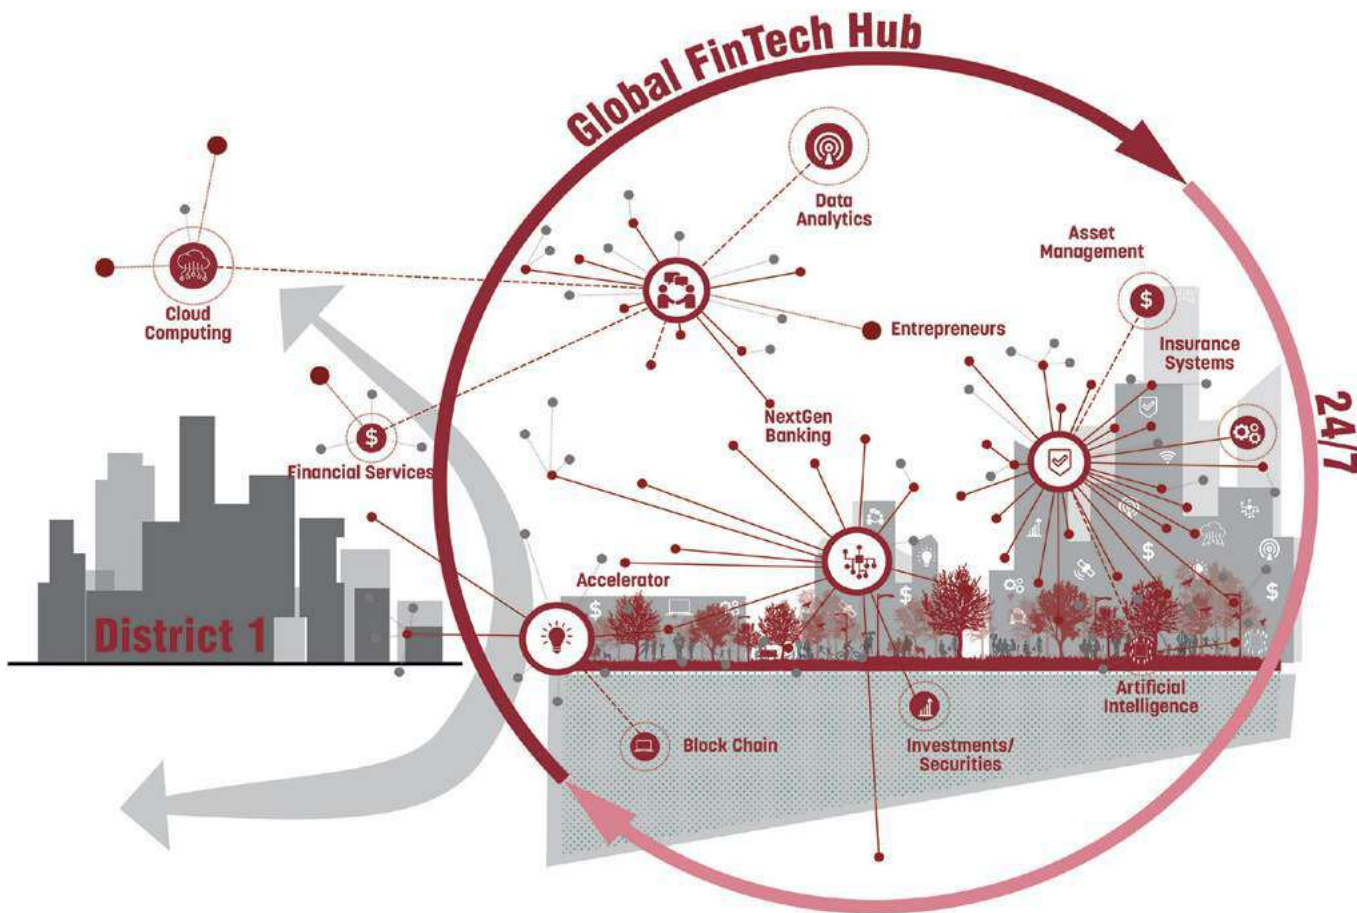 Global FinTech Hub
Data
Analytics
Asset
Management
Cloud
Computing
Entrepreneurs
Insurance
Systems
24/7
NextGen
Banking
Financial Services
Accelerator
District 1
Artificial
Intelligence
Block Chain
Investments/
Securities
$
$
$
$
$
$